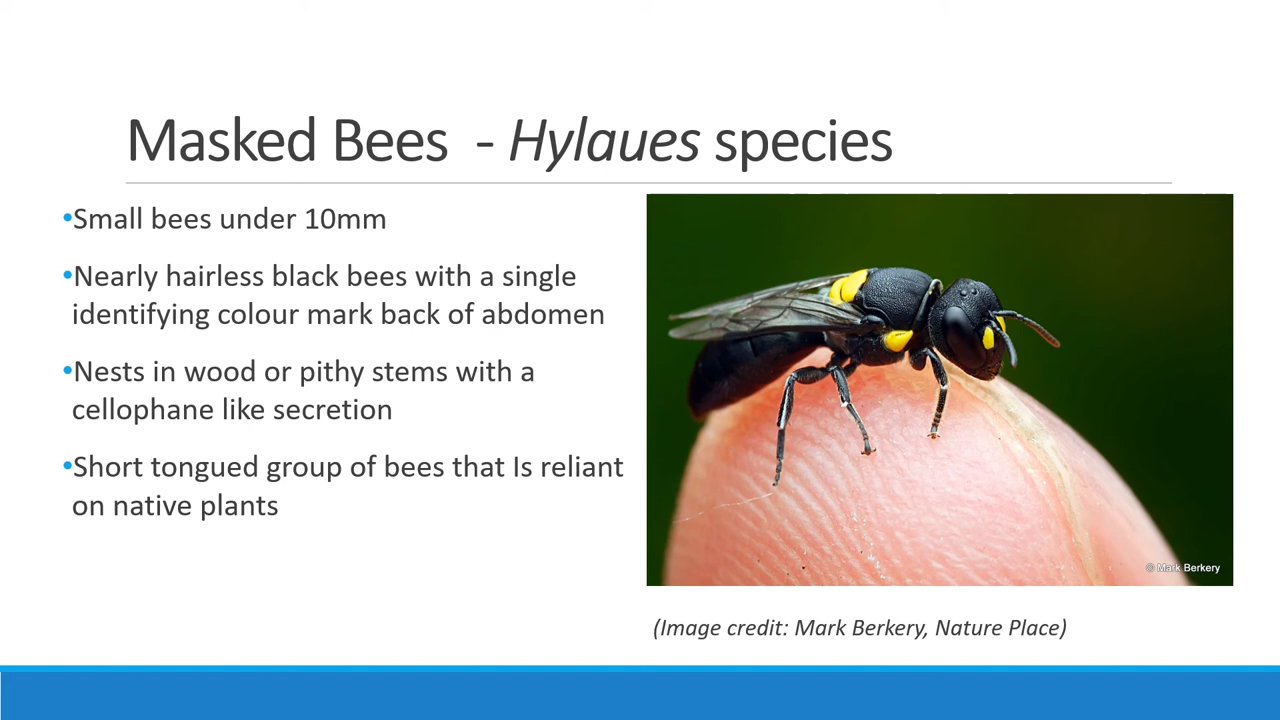 Masked Bees - Hylaues species
•Small bees under 10mm
•Nearly hairless black bees with a single
identifying colour mark back of abdomen
•Nests in wood or pithy stems with a
cellophane like secretion
•Short tongued group of bees that Is reliant
on native plants
© Mark Berkery
(Image credit: Mark Berkery, Nature Place)